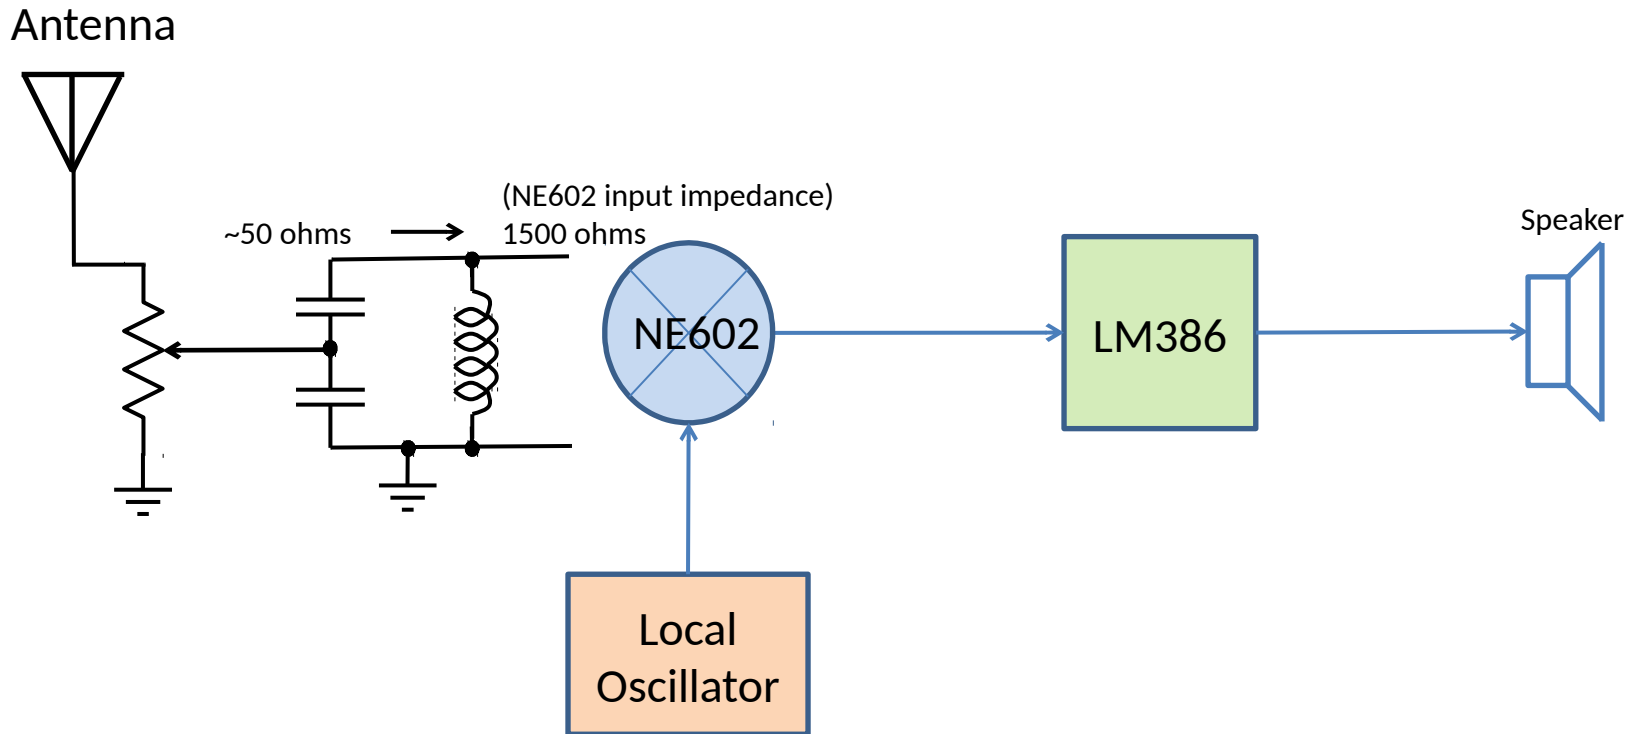 Antenna
(NE602 input impedance)
~50 ohms
1500 ohms
Speaker
NE602
LM386
Local
Oscillator